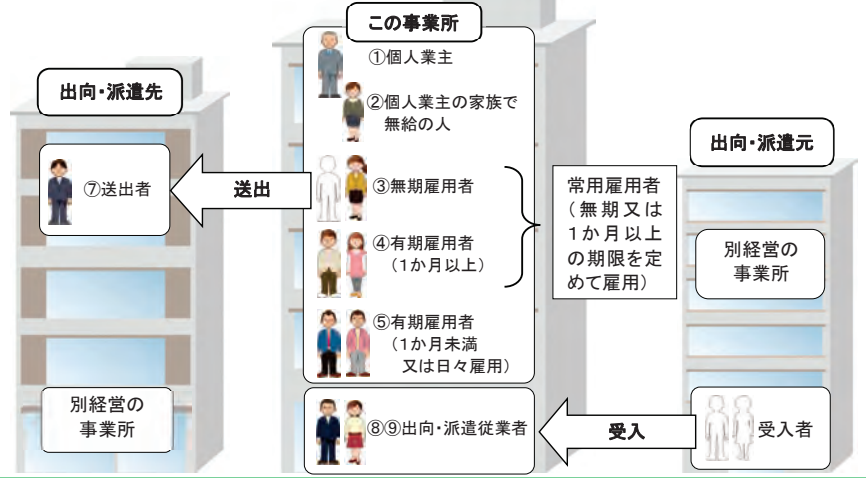 この事業所
①個人業主
②個人業主の家族で
無給の人
③無期雇用者
④有期雇用者
（1か月以上）
⑤有期雇用者
（1か月未満
又は日々雇用）
⑧⑨出向・派遣従業者
出向・派遣先
⑦送出者
送出
別経営の
事業所
常用雇用者
（無期又は
1か月以上
の期限を定
めて雇用）
出向・派遣元
別経営の
事業所
受入
受入者